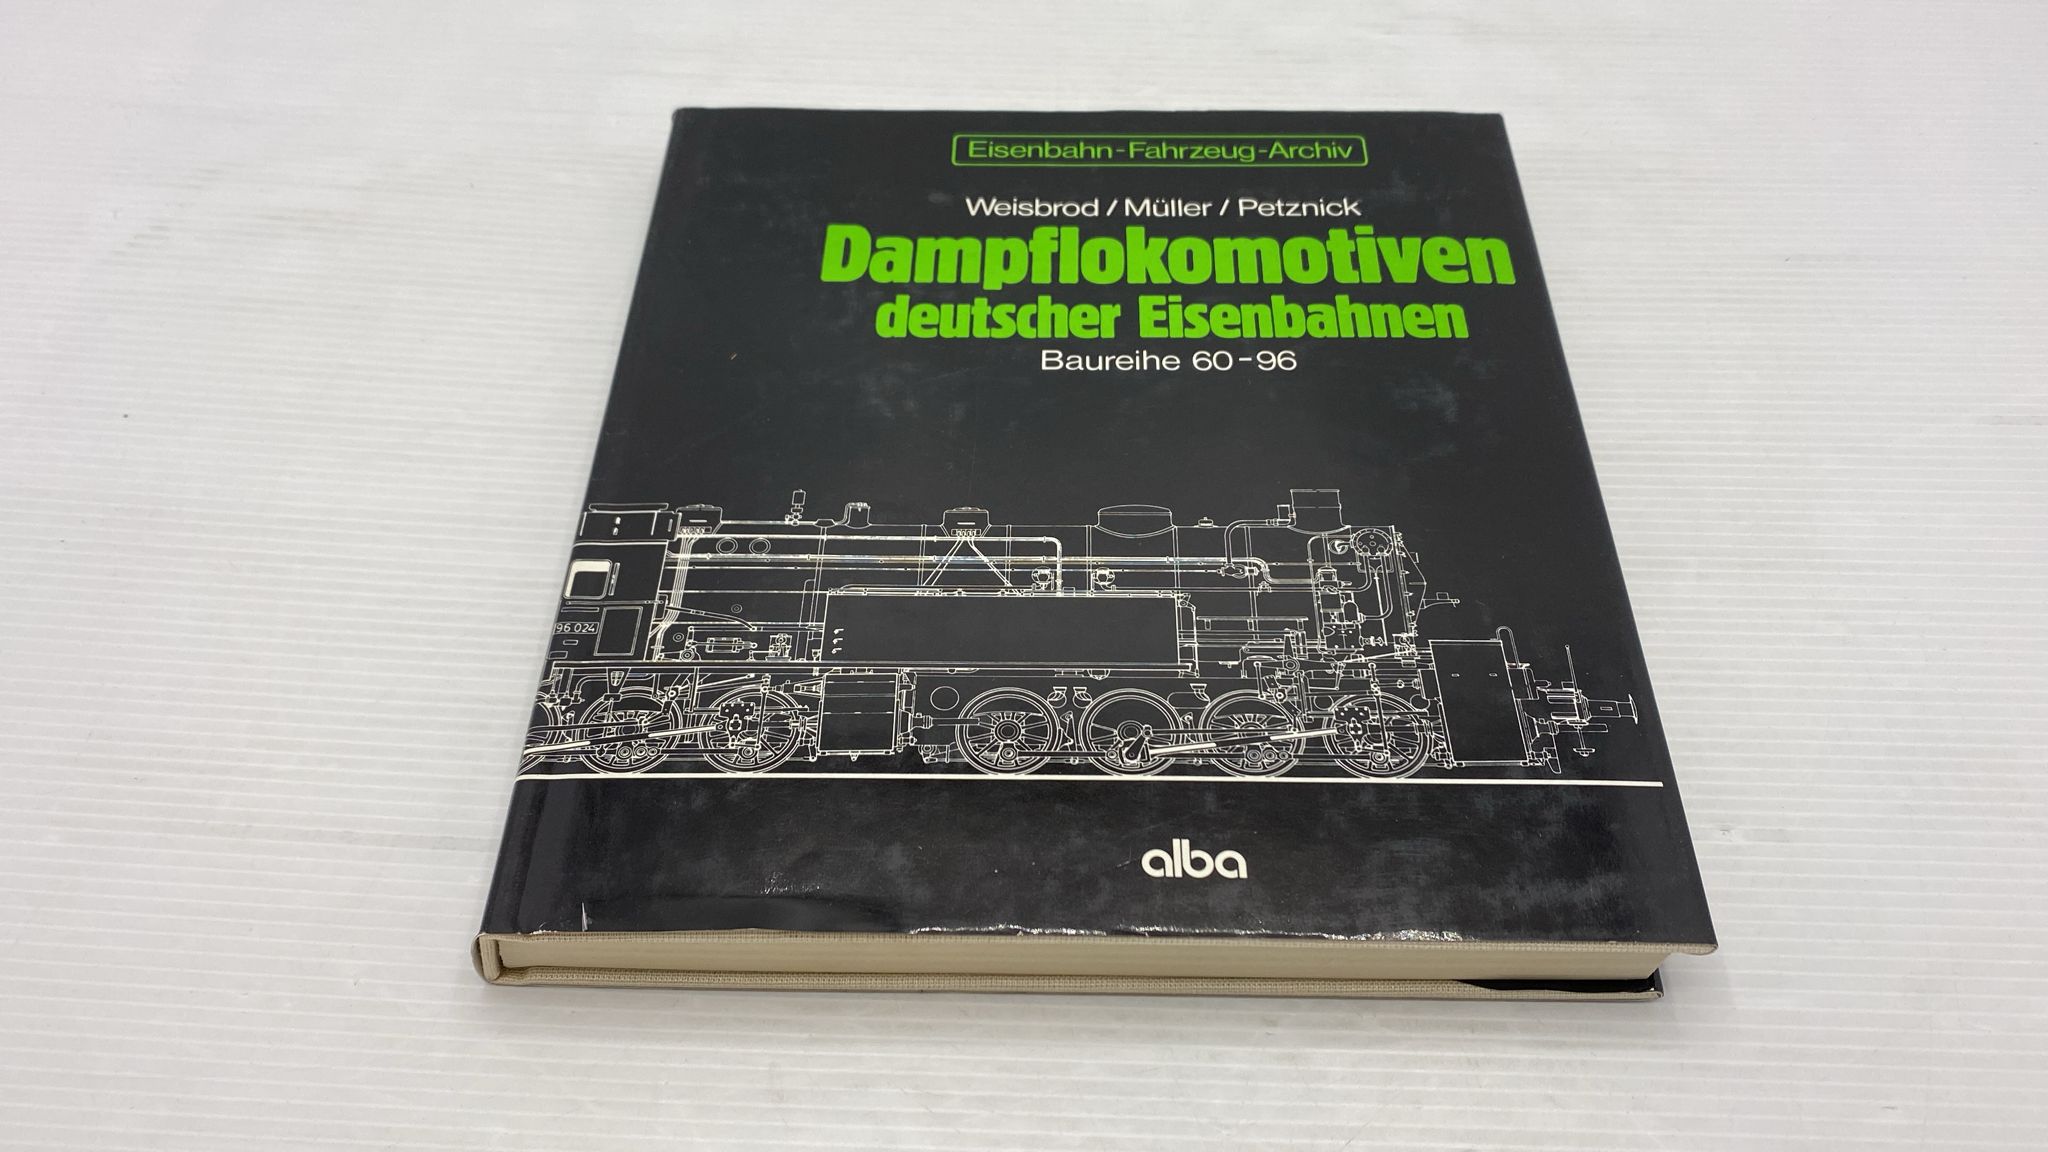 Eisenbahn-Fahrzeug-Archiv
Weisbrod / Müller / Petznick
Dampflokomotiven
deutscher Eisenbahnen
Baureihe 60-96
96 024
alba